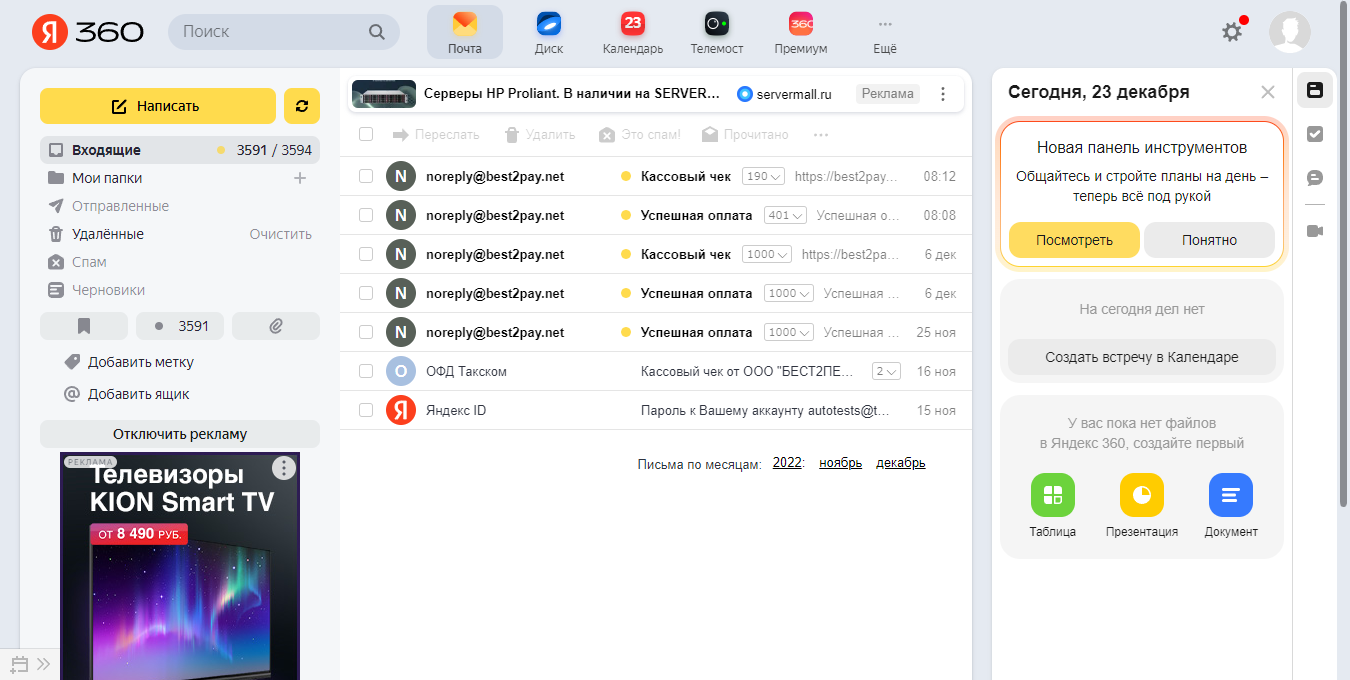 Я 360
Поиск
Почта
Диск
23
Календарь
Телемост
360
Премиум
Ещё
Написать
Входящие 3591 / 3594
Мои папки
Отправленные
Удалённые Очистить
Спам
Черновики
3591
Добавить метку
Добавить ящик
Отключить рекламу
РЕКЛАМА
Телевизоры
KION Smart TV
ОТ 8 490 РУБ.
Серверы HP Proliant. В наличии на SERVER... servermall.ru Реклама
Переслать Удалить Это спам! Прочитано
N noreply@best2pay.net Кассовый чек 190 https://best2pay... 08:12
N noreply@best2pay.net Успешная оплата 401 Успешная о... 08:08
N noreply@best2pay.net Кассовый чек 1000 https://best2pa... 6 дек
N noreply@best2pay.net Успешная оплата 1000 Успешная ... 6 дек
N noreply@best2pay.net Успешная оплата 1000 Успешная ... 25 ноя
О ОФД Такском Кассовый чек от ООО "БЕСТ2ПЕ... 2 16 ноя
Я Яндекс ID Пароль к Вашему аккаунту autotests@t... 15 ноя
Письма по месяцам: 2022: ноябрь декабрь
Сегодня, 23 декабря
Новая панель инструментов
Общайтесь и стройте планы на день –
теперь всё под рукой
Посмотреть Понятно
На сегодня дел нет
Создать встречу в Календаре
У вас пока нет файлов
в Яндекс 360, создайте первый
Таблица Презентация Документ